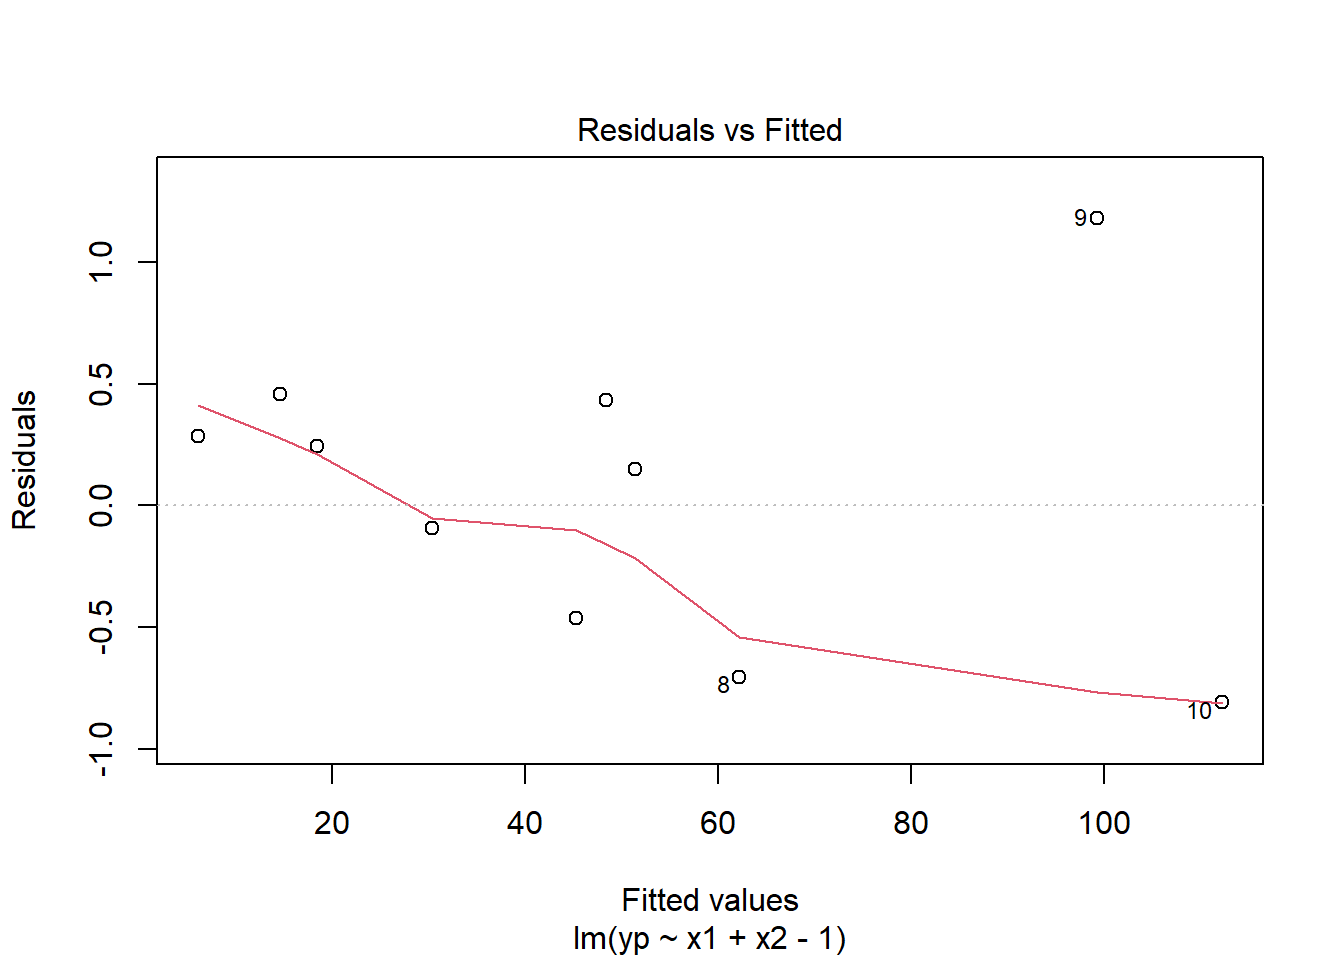 Residuals vs Fitted
Residuals
1.0
0.5
0.0
-0.5
-1.0
9
8
10
20 40 60 80 100
Fitted values
lm(yp ~ x1 + x2 - 1)